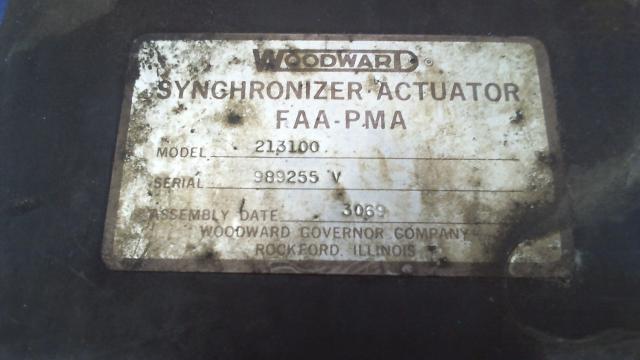 WOODWARD®
SYNCHRONIZER-ACTUATOR
FAA-PMA
MODEL 213100
SERIAL 989255 V
ASSEMBLY DATE 3069
WOODWARD GOVERNOR COMPANY
ROCKFORD, ILLINOIS